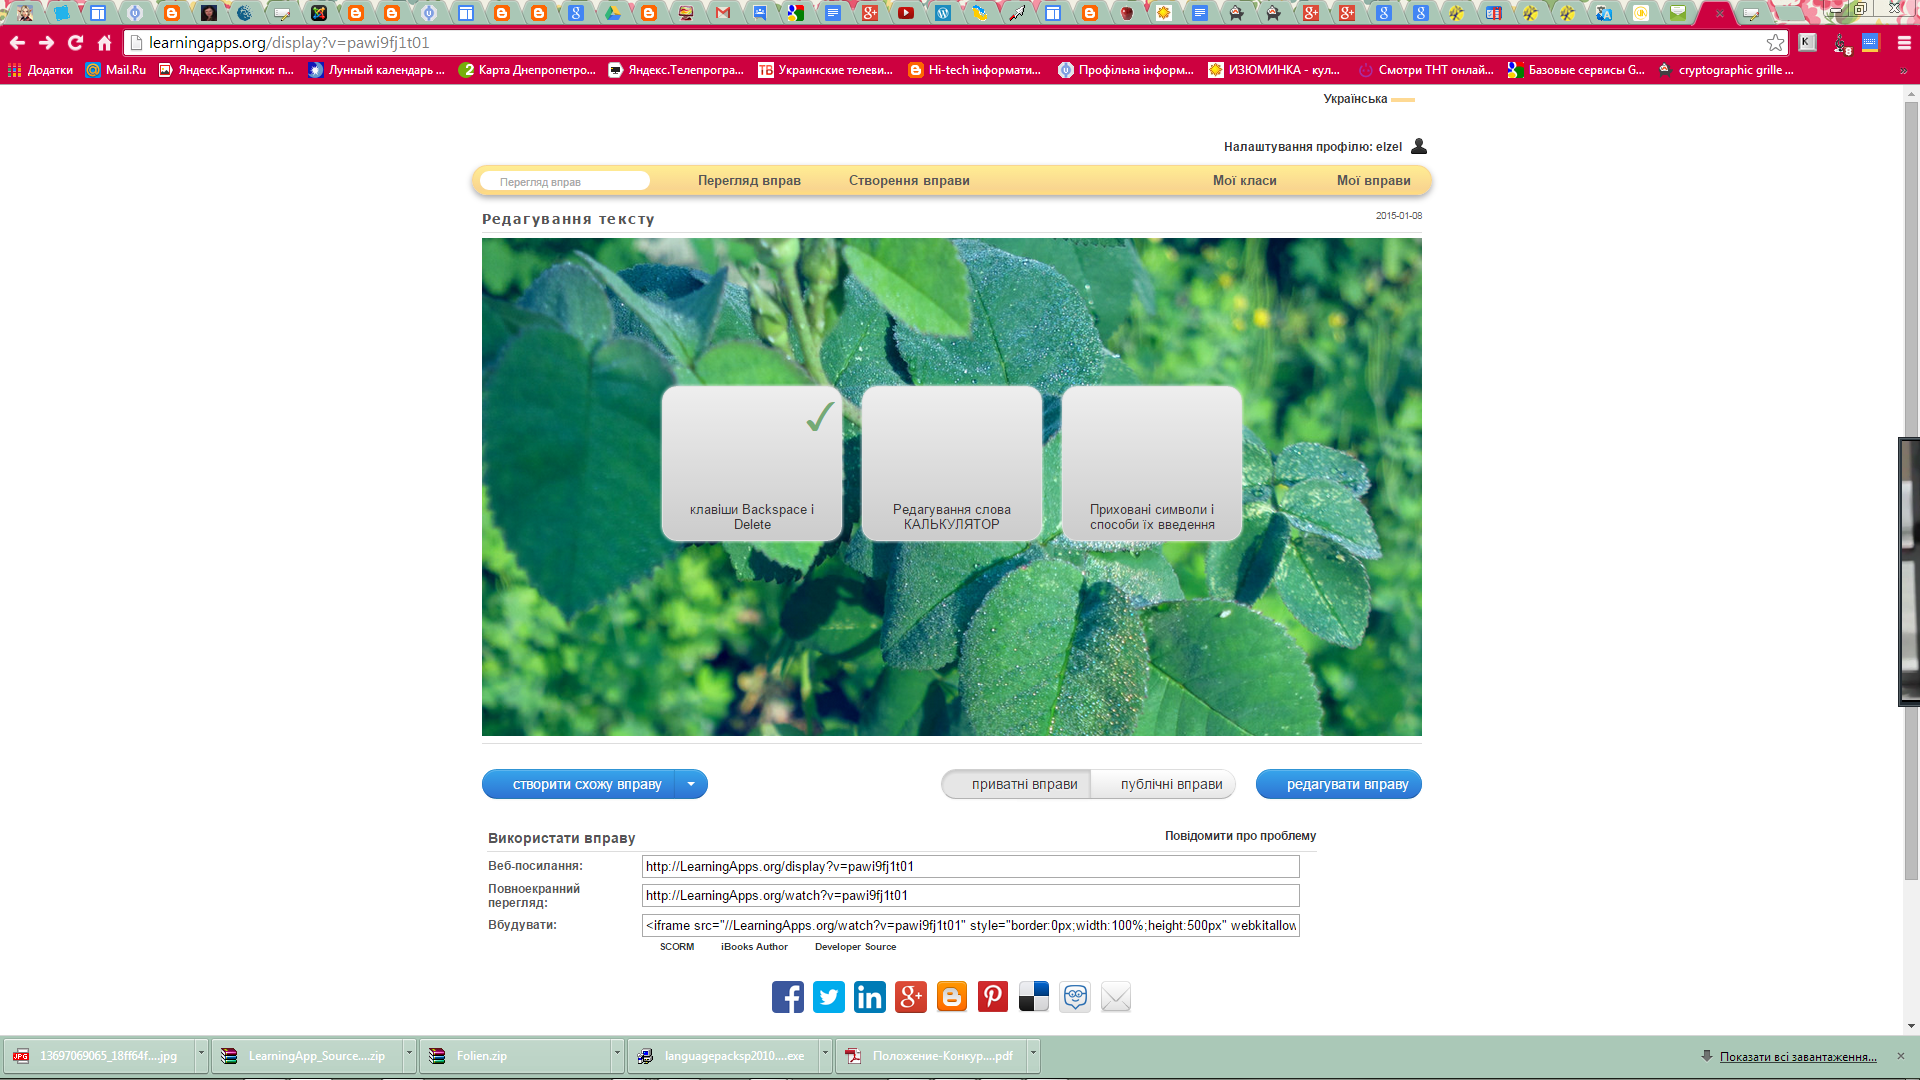 learningapps.org/display?v=pawi9fj1t01
Додатки Mail.Ru Яндекс.Картинки: п... Лунный календарь ... Карта Днепропетро... Яндекс.Телепрогра... Украинские телеви... Hi-tech інформати... Профільна інформ... ИЗЮМИНКА - кул... Смотри ТНТ онлай... Базовые сервисы G... cryptographic grille ...
Українська
Налаштування профілю: elzel
Перегляд вправ Перегляд вправ Створення вправи Мої класи Мої вправи
Редагування тексту 2015-01-08
клавіши Backspace і
Delete
Редагування слова
КАЛЬКУЛЯТОР
Приховані символи і
способи їх введення
створити схожу вправу приватні вправи публічні вправи редагувати вправу
Використати вправу Повідомити про проблему
Веб-посилання: http://LearningApps.org/display?v=pawi9fj1t01
Повноекранний
перегляд: http://LearningApps.org/watch?v=pawi9fj1t01
Вбудувати: <iframe src="//LearningApps.org/watch?v=pawi9fj1t01" style="border:0px;width:100%;height:500px" webkitallow
SCORM iBooks Author Developer Source
13697069065_18ff64f....jpg LearningApp_Source....zip Folien.zip languagepacksp2010....exe Положение-Конкур....pdf Показати всі завантаження...